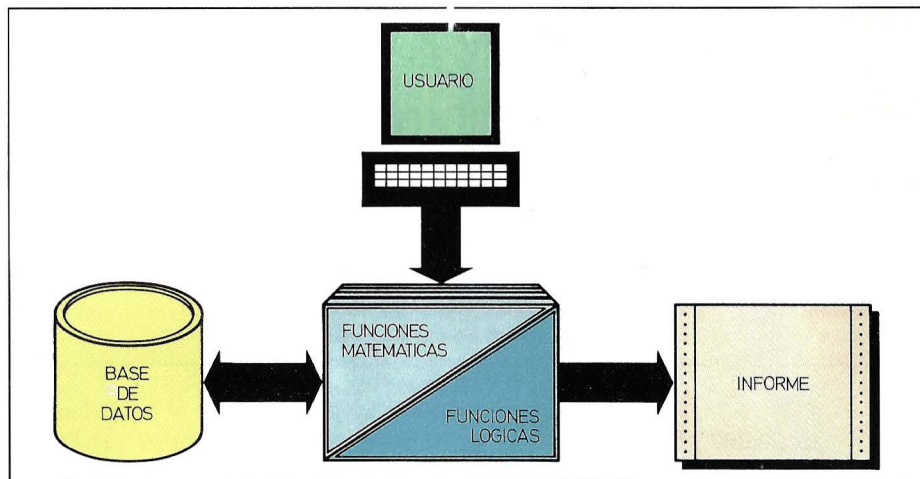 USUARIO
FUNCIONES
MATEMATICAS
FUNCIONES
LOGICAS
BASE
DE
DATOS
INFORME